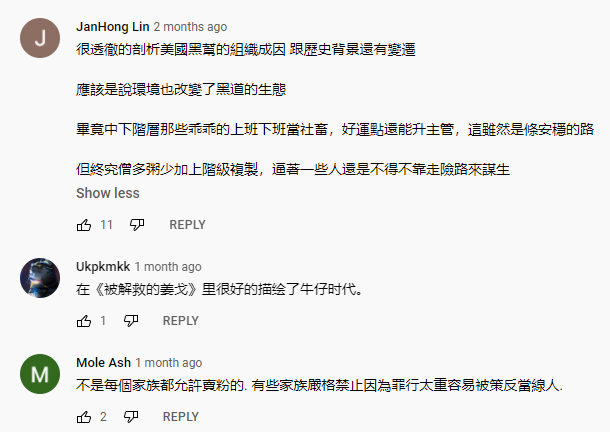 J
JanHong Lin 2 months ago
很透徹的剖析美國黑幫的組織成因 跟歷史背景還有變遷
應該是說環境也改變了黑道的生態
畢竟中下階層那些乖乖的上班下班當社畜，好運點還能升主管，這雖然是條安穩的路
但終究僧多粥少加上階級複製，逼著一些人還是不得不靠走險路來謀生
Show less
11 REPLY
Ukpkmkk 1 month ago
在《被解救的姜戈》里很好的描绘了牛仔时代。
1 REPLY
M
Mole Ash 1 month ago
不是每個家族都允許賣粉的. 有些家族嚴格禁止因為罪行太重容易被策反當線人.
2 REPLY